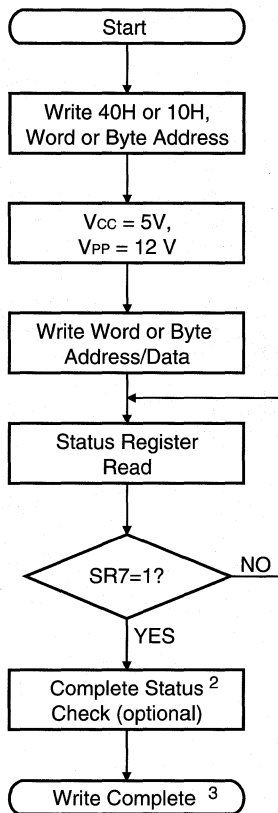 Start
Write 40H or 10H,
Word or Byte Address
VCC = 5V,
VPP = 12 V
Write Word or Byte
Address/Data
Status Register
Read
SR7=1?
NO
YES
Complete Status 2
Check (optional)
Write Complete 3